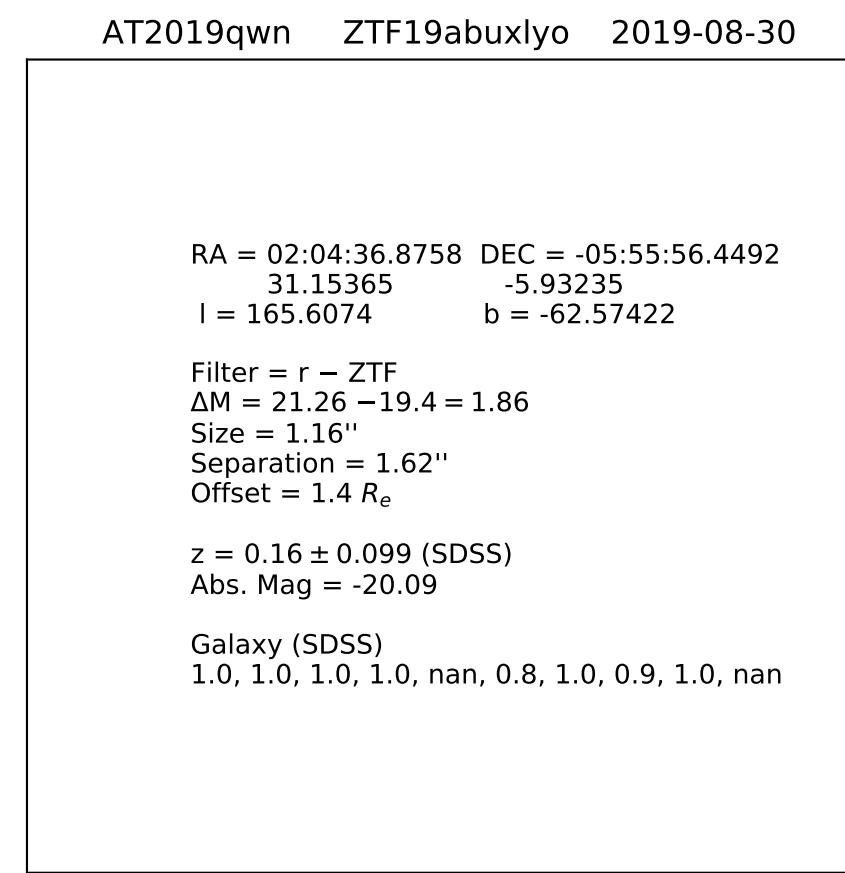 AT2019qwn ZTF19abuxlyo 2019-08-30
RA = 02:04:36.8758 DEC = -05:55:56.4492
31.15365 -5.93235
l = 165.6074 b = -62.57422
Filter = r − ZTF
ΔM = 21.26 −19.4 = 1.86
Size = 1.16''
Separation = 1.62''
Offset = 1.4 Rₑ
z = 0.16 ± 0.099 (SDSS)
Abs. Mag = -20.09
Galaxy (SDSS)
1.0, 1.0, 1.0, 1.0, nan, 0.8, 1.0, 0.9, 1.0, nan